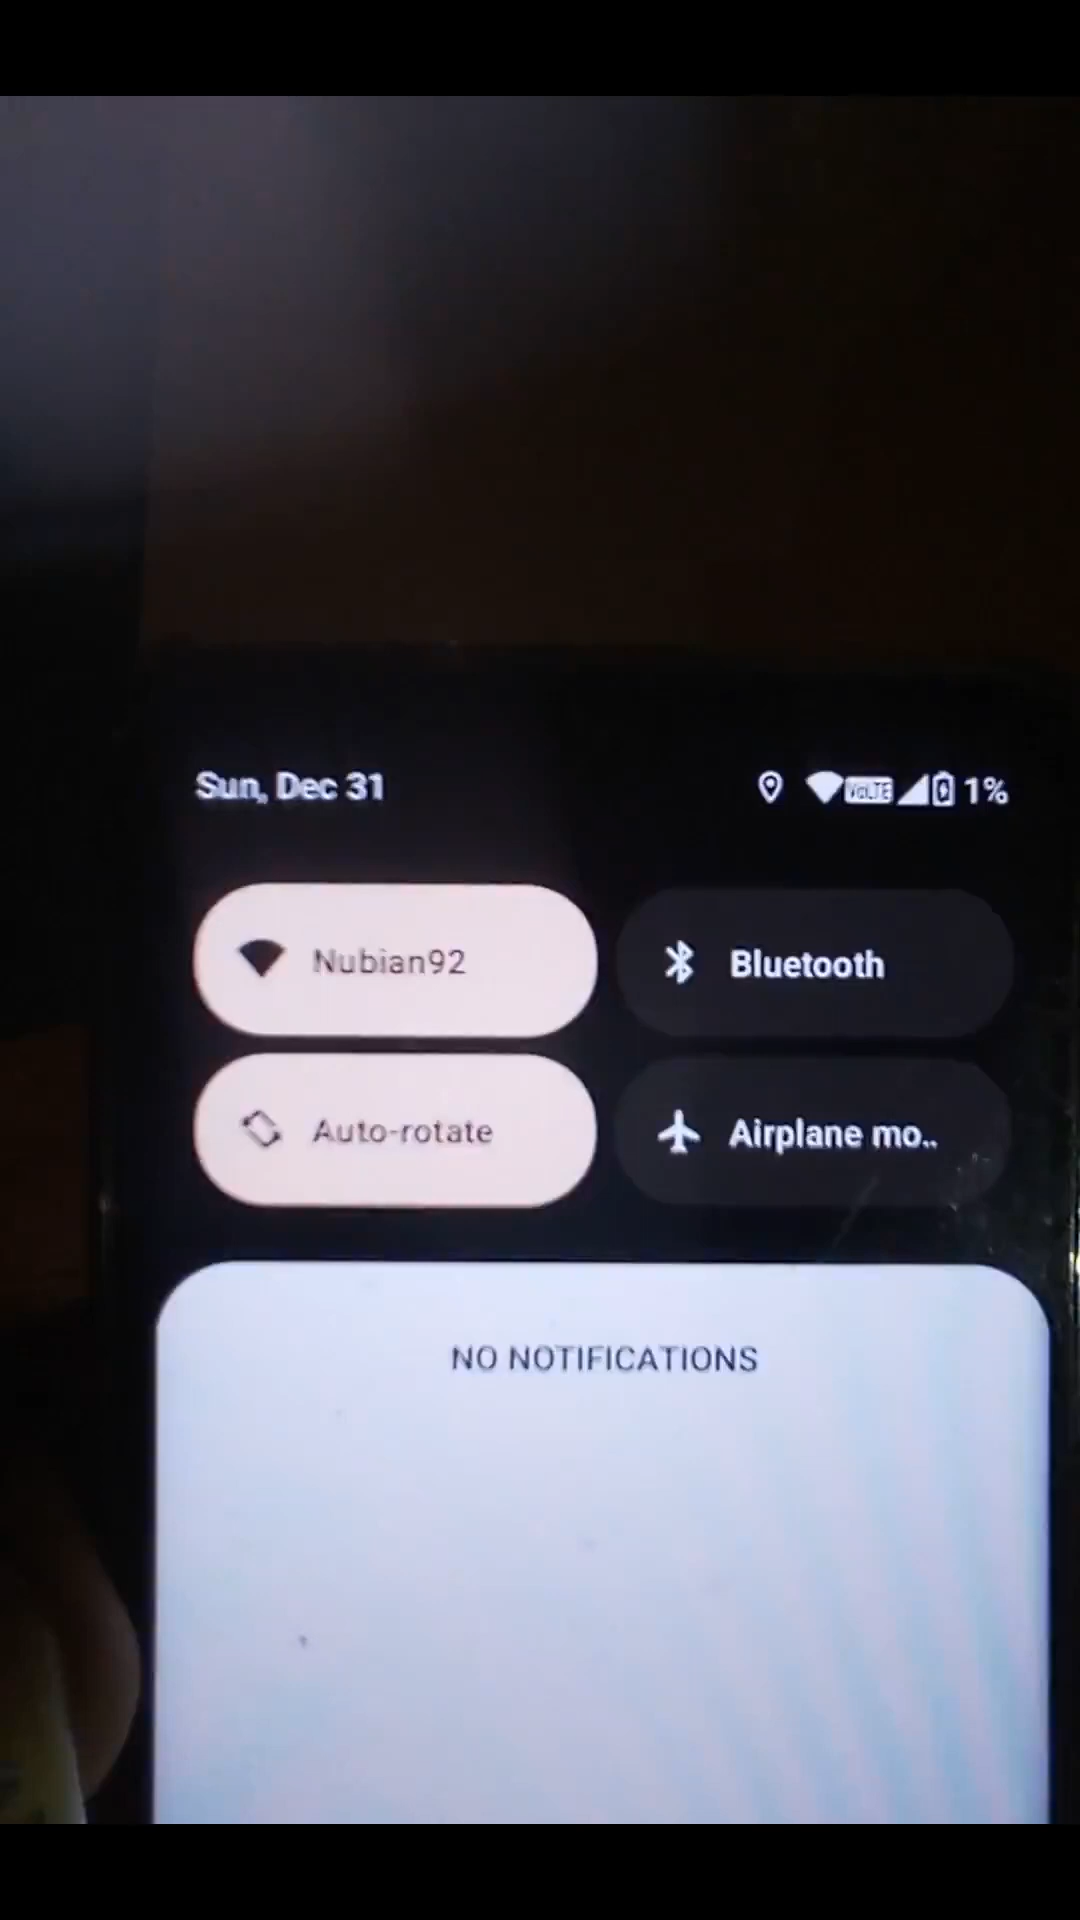 Sun, Dec 31 VoLTE 1%
Nubian92 Bluetooth
Auto-rotate Airplane mo..
NO NOTIFICATIONS